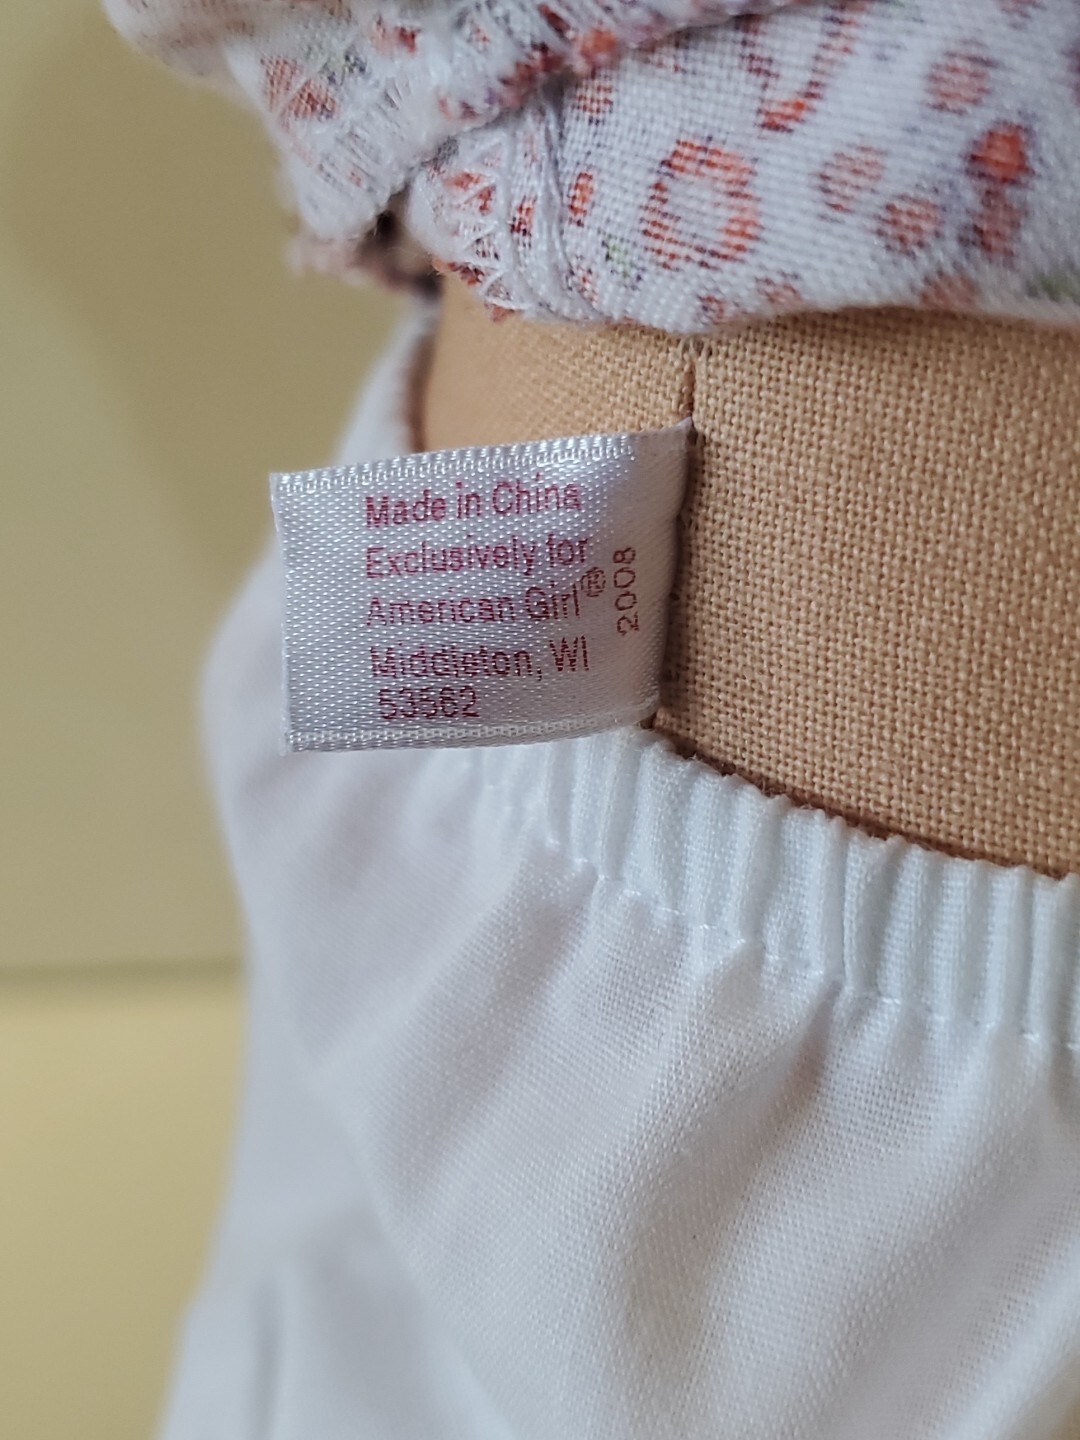 Made in China
Exclusively for
American Girl®
Middleton, WI
53562
2008